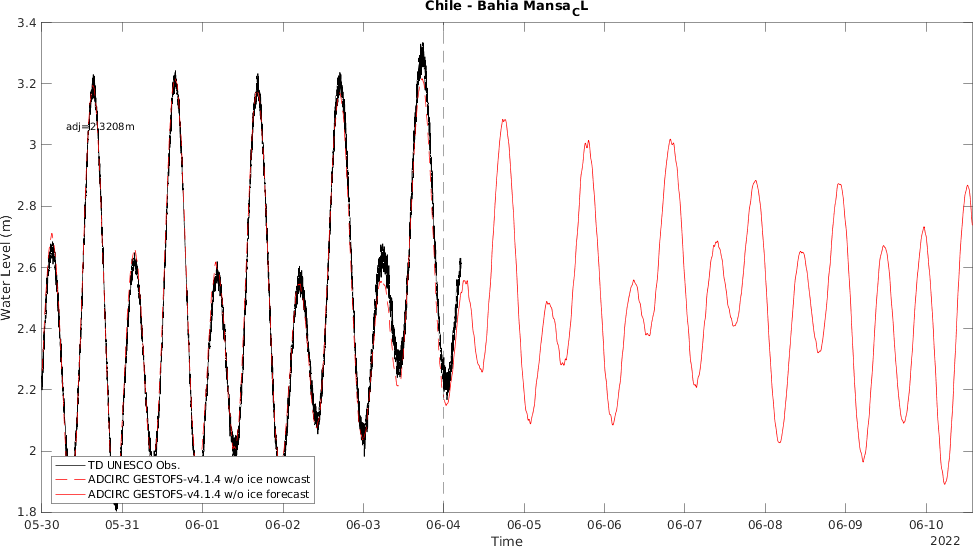 Chile - Bahia Mansa_CL
3.4
3.2
3
2.8
2.6
2.4
2.2
2
1.8
Water Level (m)
adj=2.3208m
TD UNESCO Obs.
ADCIRC GESTOFS-v4.1.4 w/o ice nowcast
ADCIRC GESTOFS-v4.1.4 w/o ice forecast
05-30 05-31 06-01 06-02 06-03 06-04 06-05 06-06 06-07 06-08 06-09 06-10
Time
2022